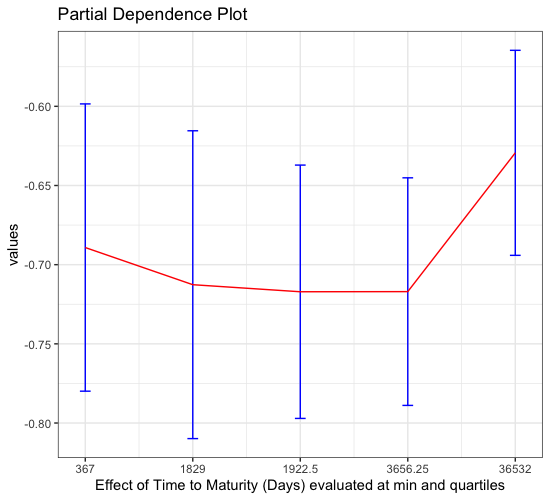 Partial Dependence Plot
values
-0.60
-0.65
-0.70
-0.75
-0.80
367 1829 1922.5 3656.25 36532
Effect of Time to Maturity (Days) evaluated at min and quartiles